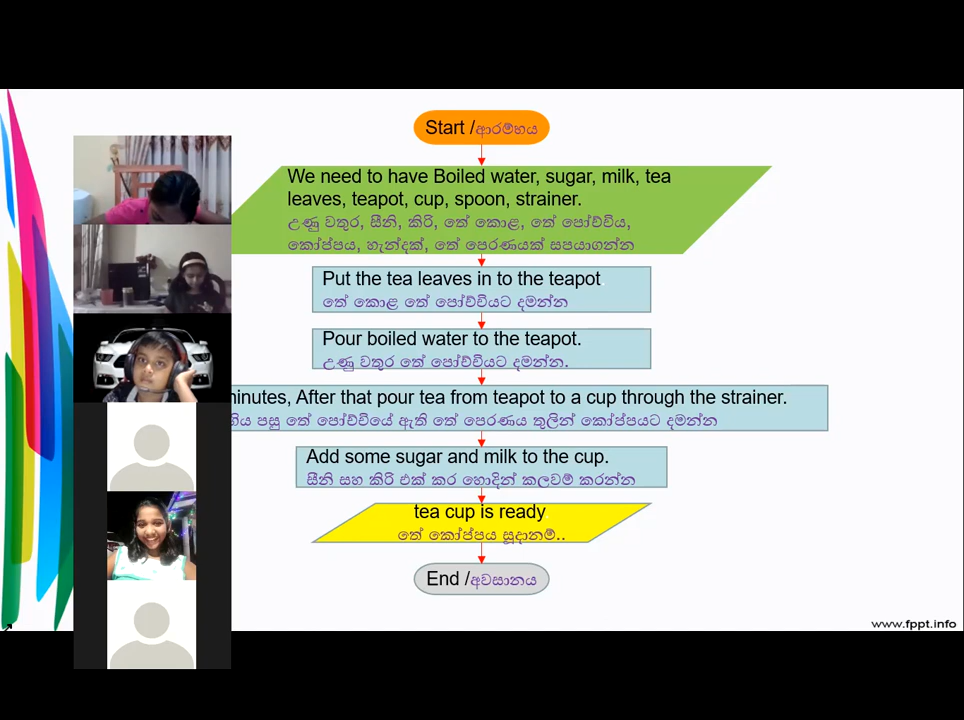 Start /ආරම්භය
We need to have Boiled water, sugar, milk, tea
leaves, teapot, cup, spoon, strainer.
උණු වතුර, සීනි, කිරි, තේ කොළ, තේ පෝච්චිය,
කෝප්පය, හැන්දක්, තේ පෙරණයක් සපයාගන්න
Put the tea leaves in to the teapot.
තේ කොළ තේ පෝච්චියට දමන්න
Pour boiled water to the teapot.
උණු වතුර තේ පෝච්චියට දමන්න.
minutes, After that pour tea from teapot to a cup through the strainer.
පසු තේ පෝච්චියේ ඇති තේ පෙරණය තුලින් කෝප්පයට දමන්න
Add some sugar and milk to the cup.
සීනි සහ කිරි එක් කර හොදින් කලවම් කරන්න
tea cup is ready
තේ කෝප්පය සූදානම්..
End /අවසානය
www.fppt.info